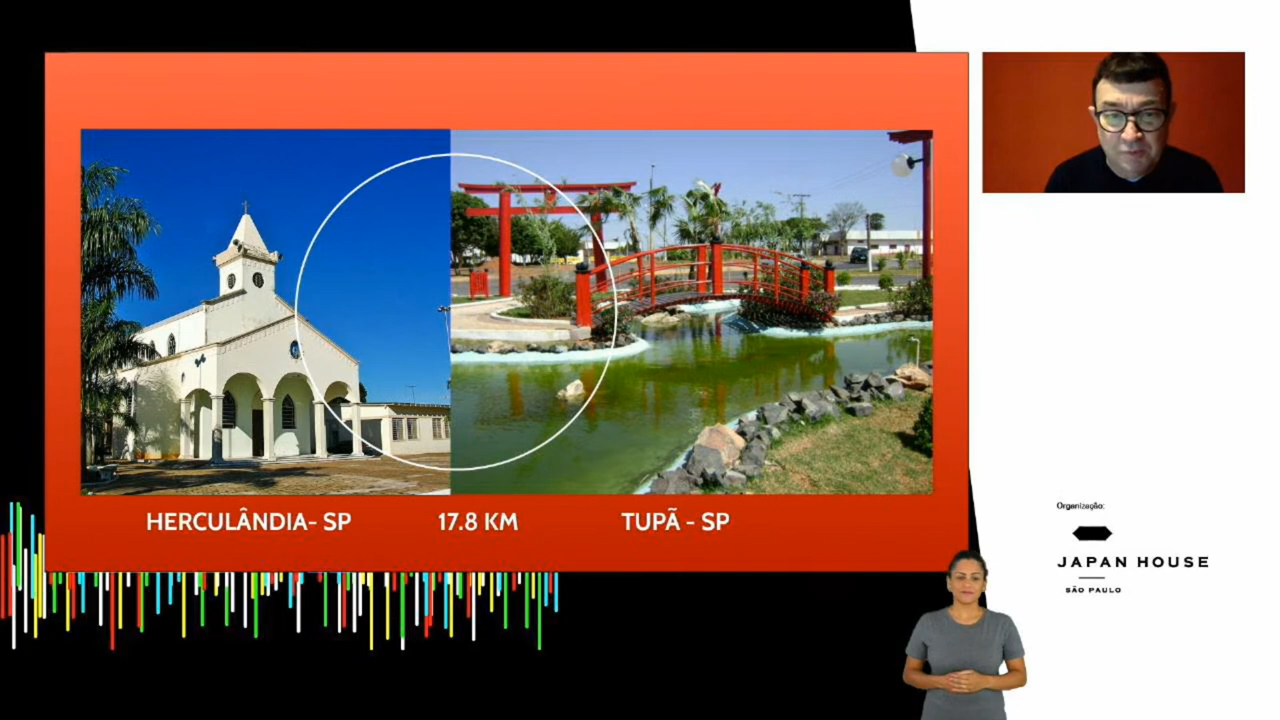 HERCULÂNDIA- SP
17.8 KM
TUPÃ - SP
Organização:
JAPAN HOUSE
SÃO PAULO